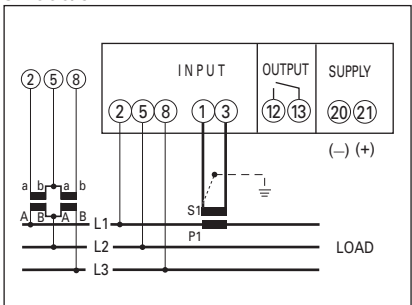 INPUT OUTPUT SUPPLY
2 5 8
2 5 8 1 3 12 13 20 21
(–) (+)
a b a b
A B A B
S1
L1
P1
L2 LOAD
L3